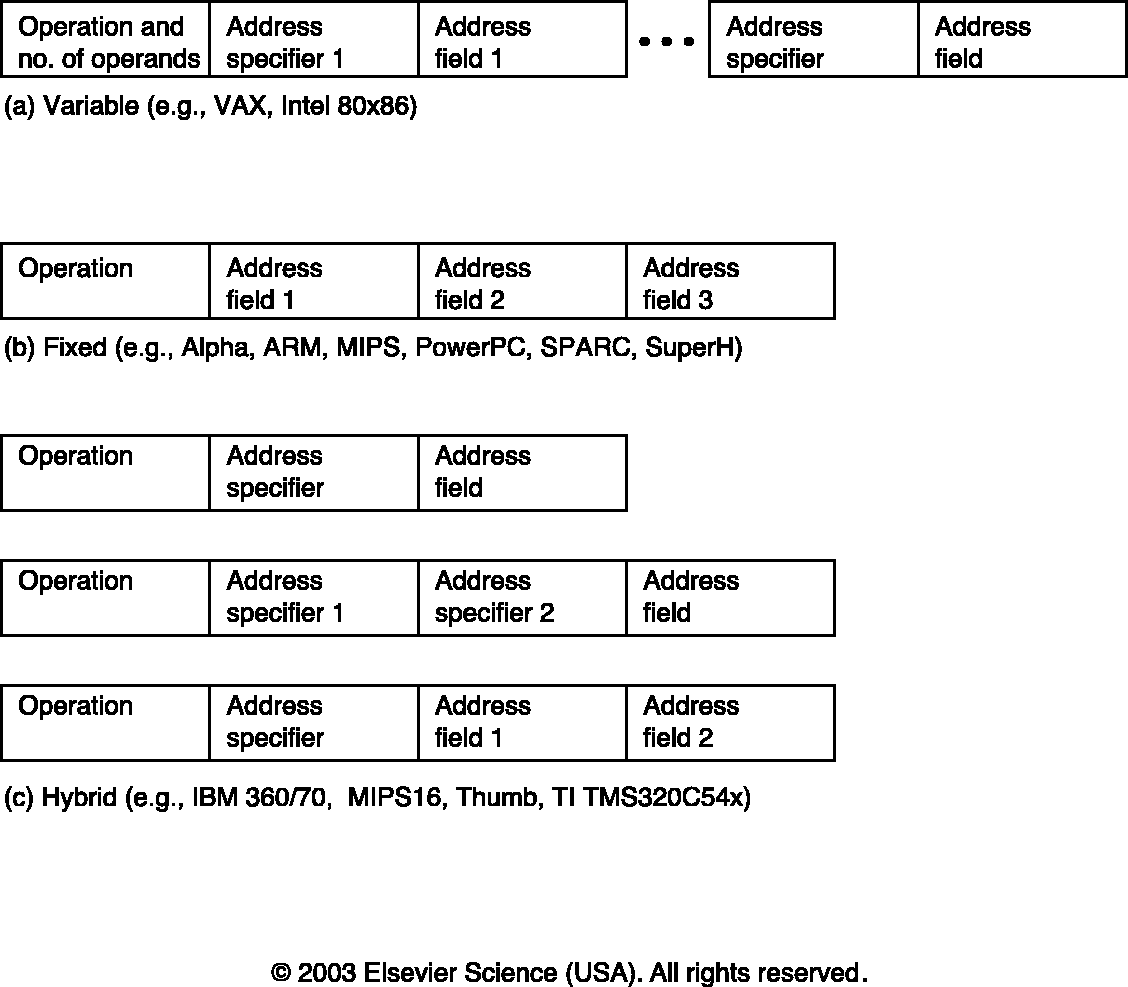 Operation and no. of operands
Address specifier 1
Address field 1
• • •
Address specifier
Address field
(a) Variable (e.g., VAX, Intel 80x86)
Operation
Address field 1
Address field 2
Address field 3
(b) Fixed (e.g., Alpha, ARM, MIPS, PowerPC, SPARC, SuperH)
Operation
Address specifier
Address field
Operation
Address specifier 1
Address specifier 2
Address field
Operation
Address specifier
Address field 1
Address field 2
(c) Hybrid (e.g., IBM 360/70, MIPS16, Thumb, TI TMS320C54x)
© 2003 Elsevier Science (USA). All rights reserved.